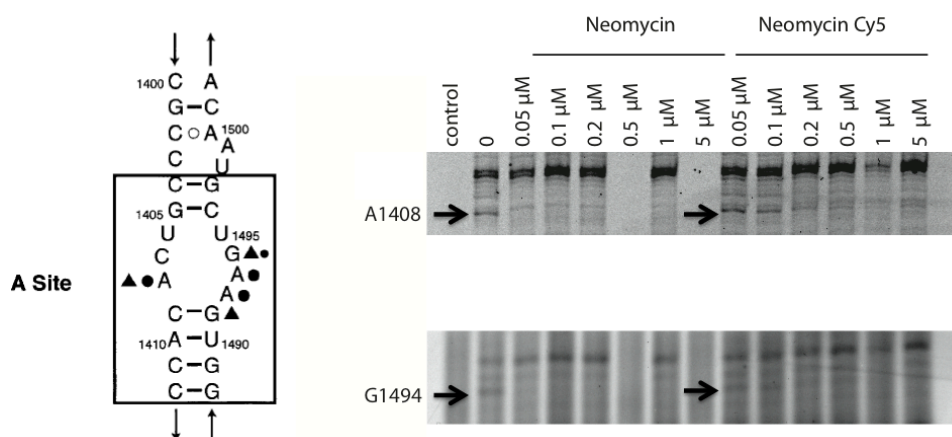 Neomycin
Neomycin Cy5
control
0
0.05 µM
0.1 µM
0.2 µM
0.5 µM
1 µM
5 µM
0.05 µM
0.1 µM
0.2 µM
0.5 µM
1 µM
5 µM
A1408
G1494
A Site
1400 C A
G C
C A 1500
A
C U
C G
G C
1405 U U 1495
C G
A A
A
C G
1410 A U 1490
C G
C G